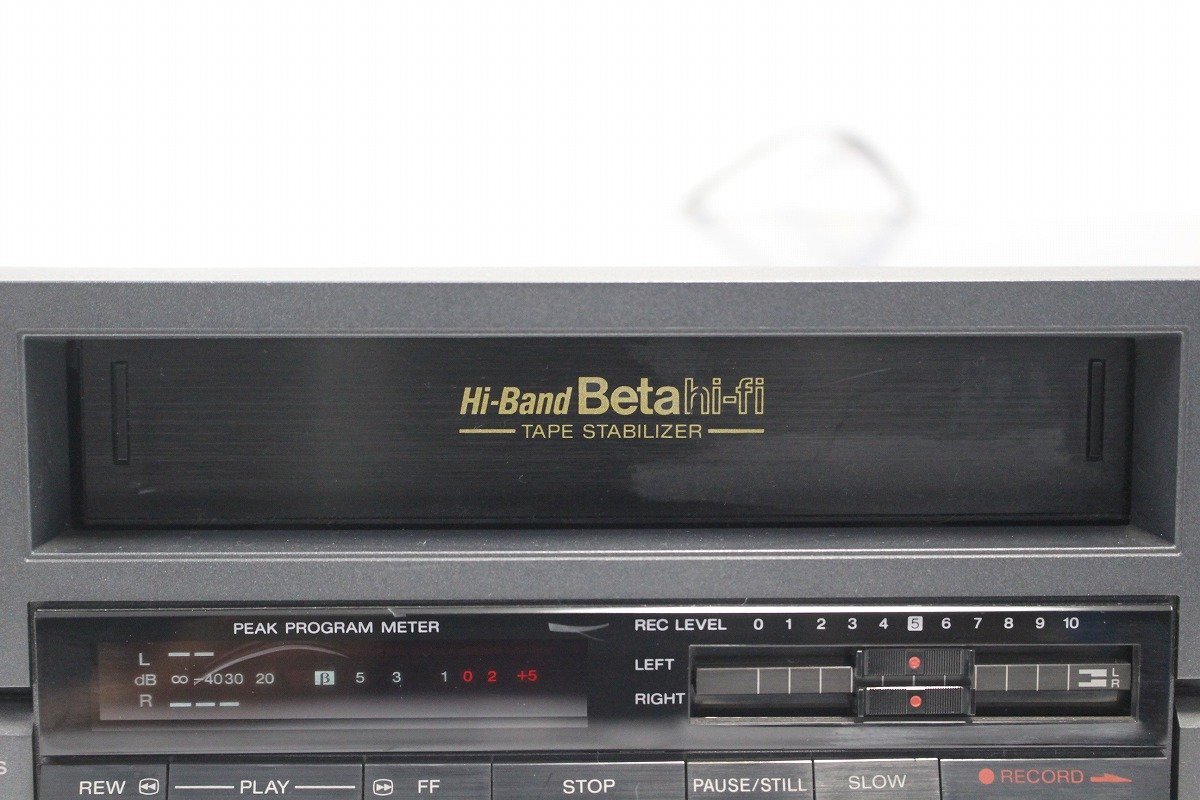 Hi-Band Beta hi-fi
TAPE STABILIZER
PEAK PROGRAM METER
L
dB ∞ -40 30 20 β 5 3 1 0 2 +5
R
REC LEVEL 0 1 2 3 4 5 6 7 8 9 10
LEFT
RIGHT
L
R
S
REW PLAY FF STOP PAUSE/STILL SLOW RECORD